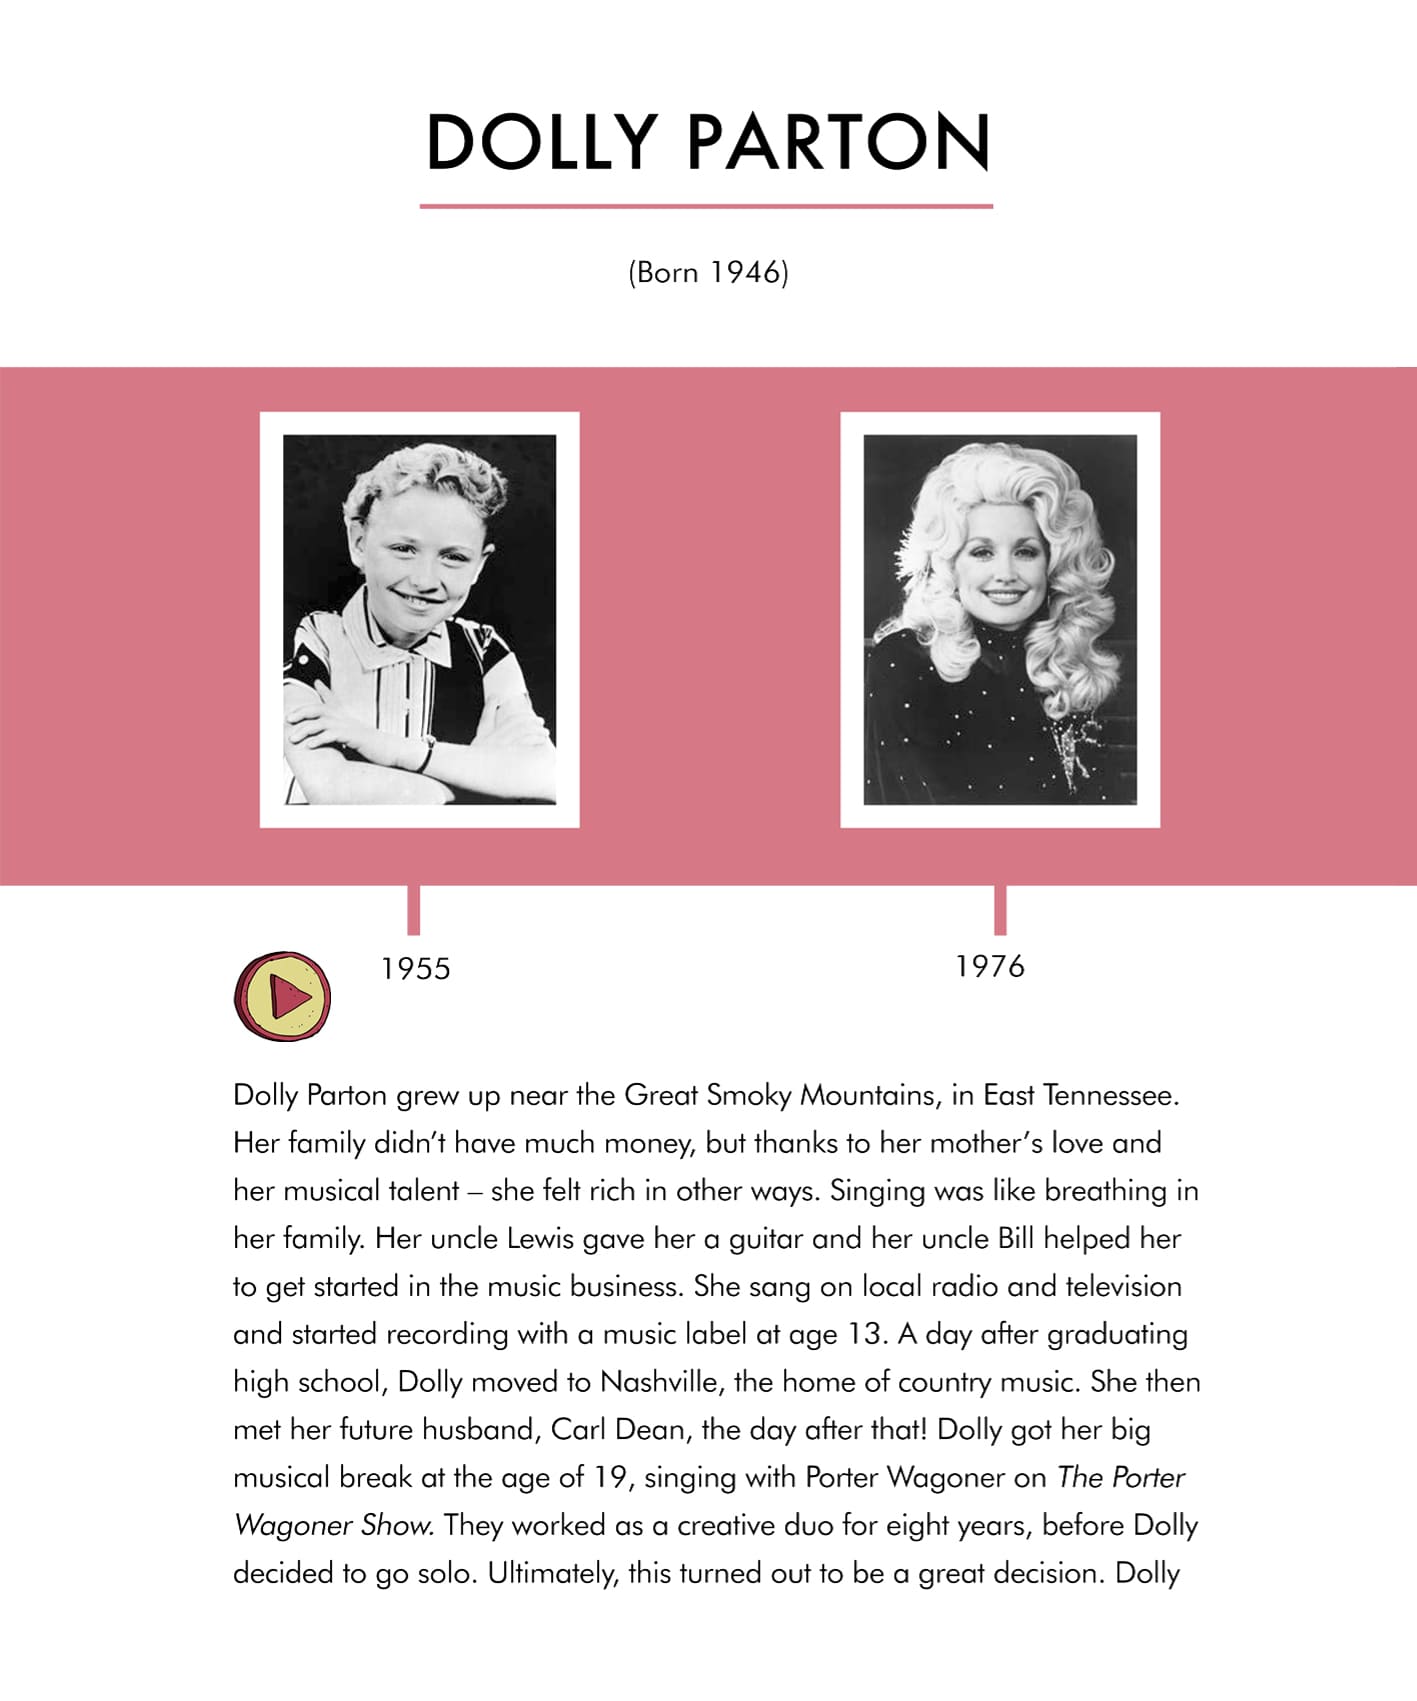 DOLLY PARTON
(Born 1946)
1955
1976
Dolly Parton grew up near the Great Smoky Mountains, in East Tennessee.
Her family didn’t have much money, but thanks to her mother’s love and
her musical talent – she felt rich in other ways. Singing was like breathing in
her family. Her uncle Lewis gave her a guitar and her uncle Bill helped her
to get started in the music business. She sang on local radio and television
and started recording with a music label at age 13. A day after graduating
high school, Dolly moved to Nashville, the home of country music. She then
met her future husband, Carl Dean, the day after that! Dolly got her big
musical break at the age of 19, singing with Porter Wagoner on The Porter
Wagoner Show. They worked as a creative duo for eight years, before Dolly
decided to go solo. Ultimately, this turned out to be a great decision. Dolly